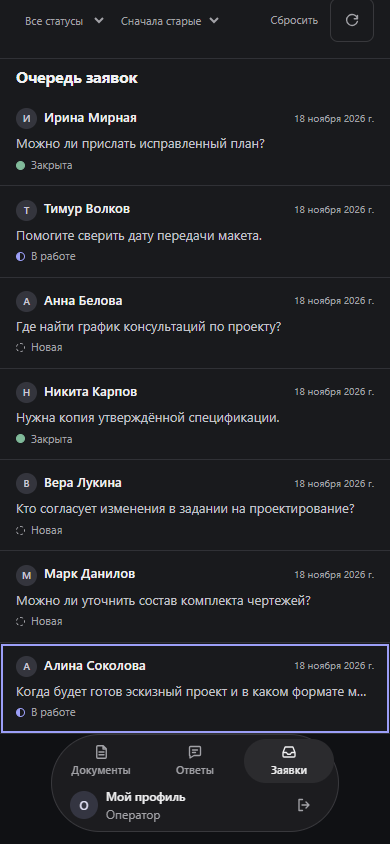 Все статусы Сначала старые Сбросить
Очередь заявок
И Ирина Мирная 18 ноября 2026 г.
Можно ли прислать исправленный план?
Закрыта
Т Тимур Волков 18 ноября 2026 г.
Помогите сверить дату передачи макета.
В работе
А Анна Белова 18 ноября 2026 г.
Где найти график консультаций по проекту?
Новая
Н Никита Карпов 18 ноября 2026 г.
Нужна копия утверждённой спецификации.
Закрыта
В Вера Лукина 18 ноября 2026 г.
Кто согласует изменения в задании на проектирование?
Новая
М Марк Данилов 18 ноября 2026 г.
Можно ли уточнить состав комплекта чертежей?
Новая
А Алина Соколова 18 ноября 2026 г.
Когда будет готов эскизный проект и в каком формате м...
В работе
Документы Ответы Заявки
О Мой профиль
Оператор